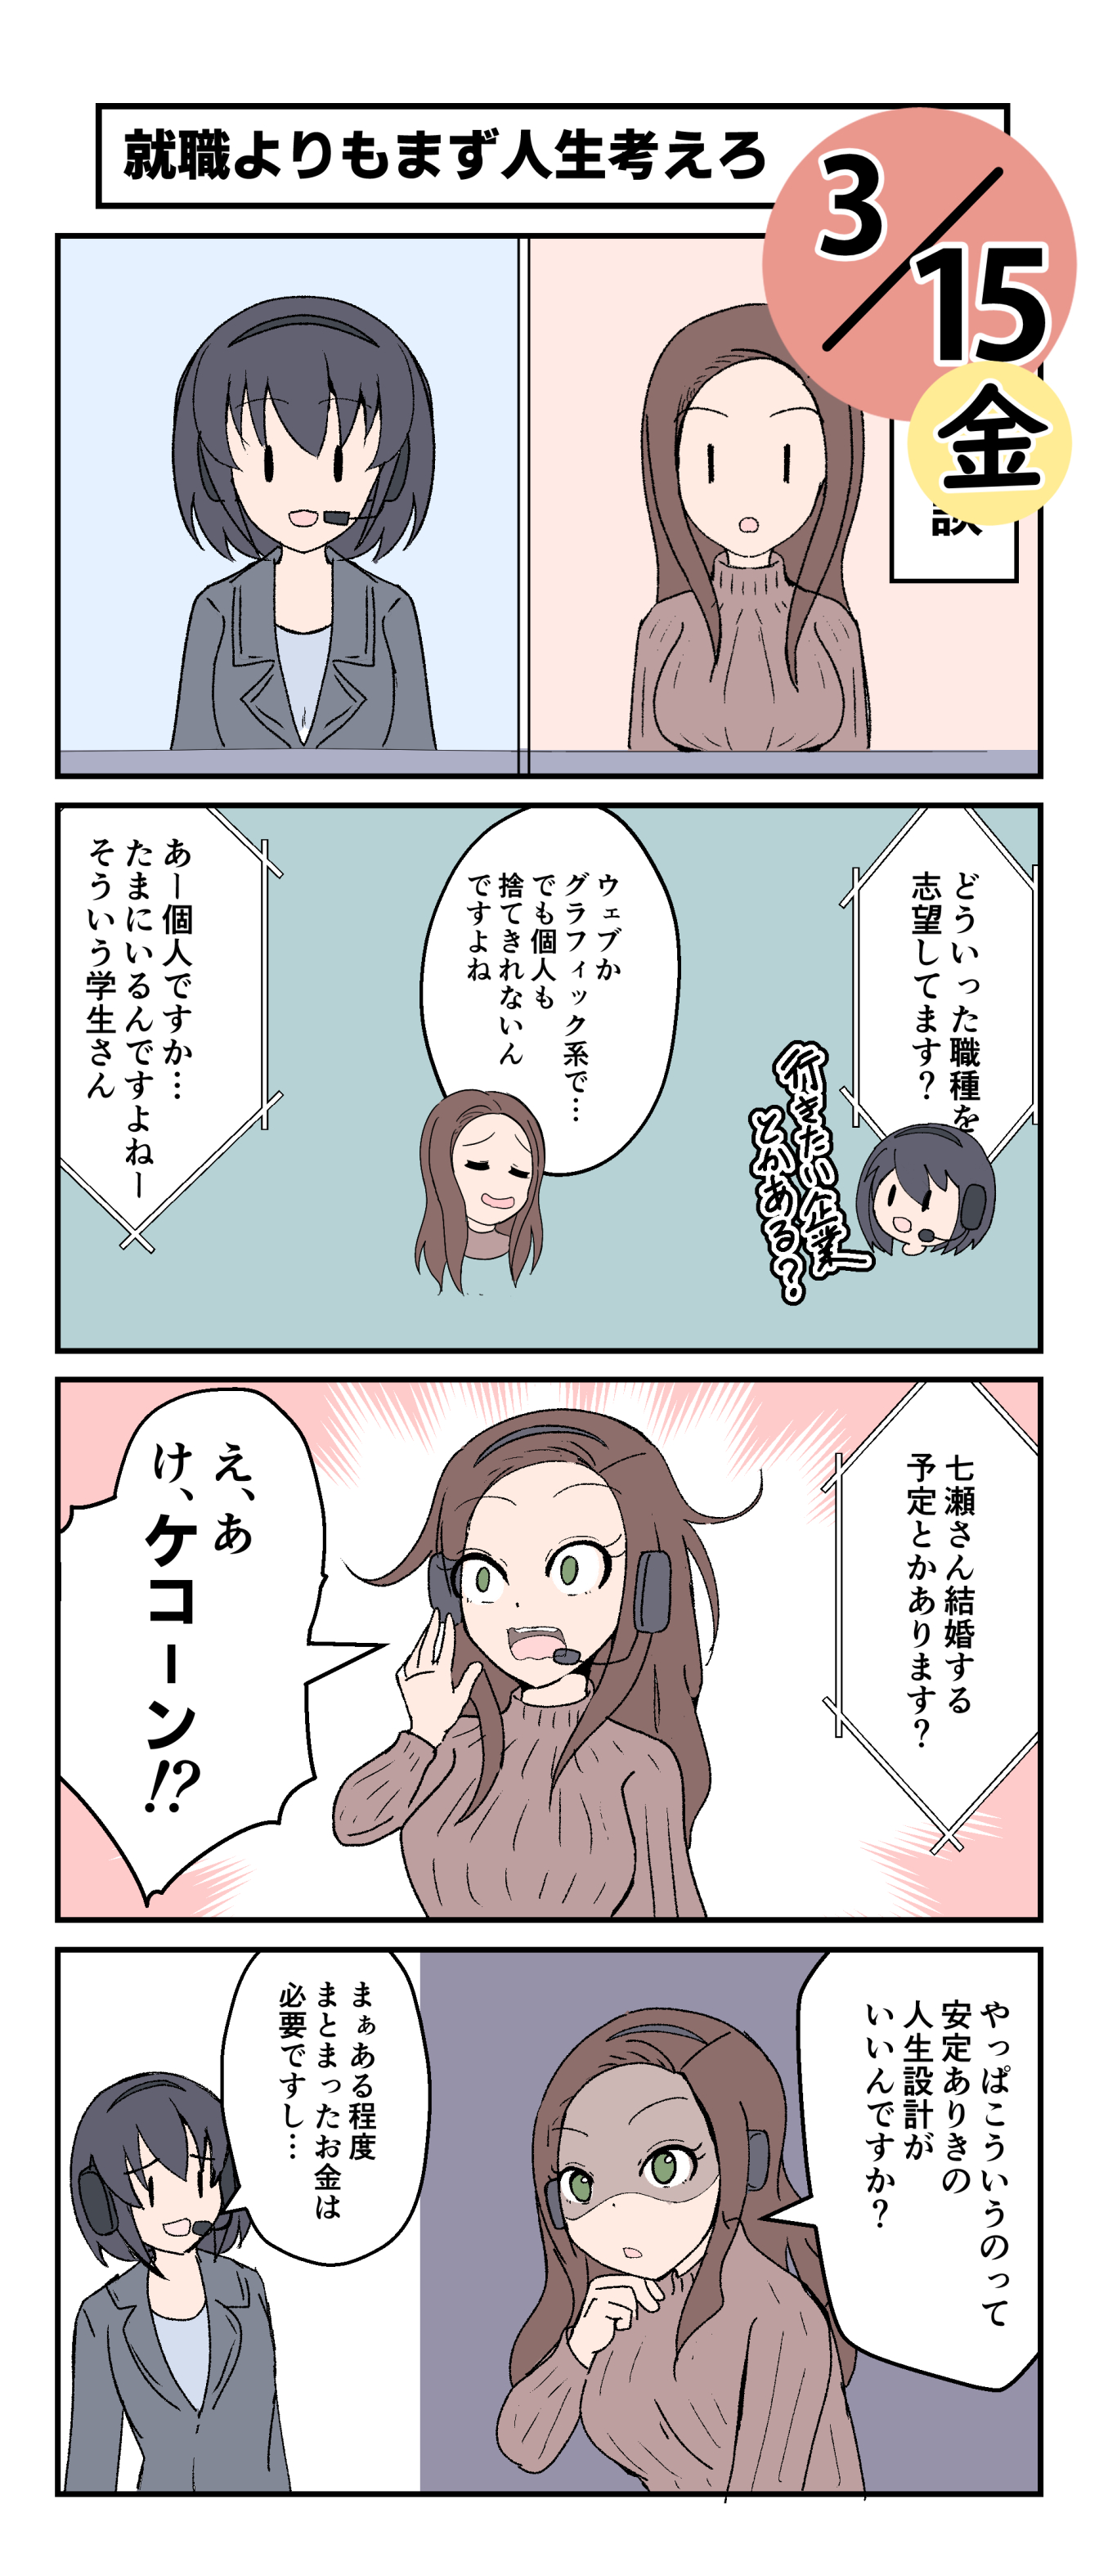 就職よりもまず人生考えろ
3/15
金
談
どういった職種を
志望してます?
行きたい企業
とかある?
ウェブか
グラフィック系で…
でも個人も
捨てきれないん
ですよね
あー個人ですか…
たまにいるんですよねー
そういう学生さん
七瀬さん結婚する
予定とかあります?
え、あ
け、ケコーン!?
やっぱこういうのって
安定ありきの
人生設計が
いいんですか?
まぁある程度
まとまったお金は
必要ですし…